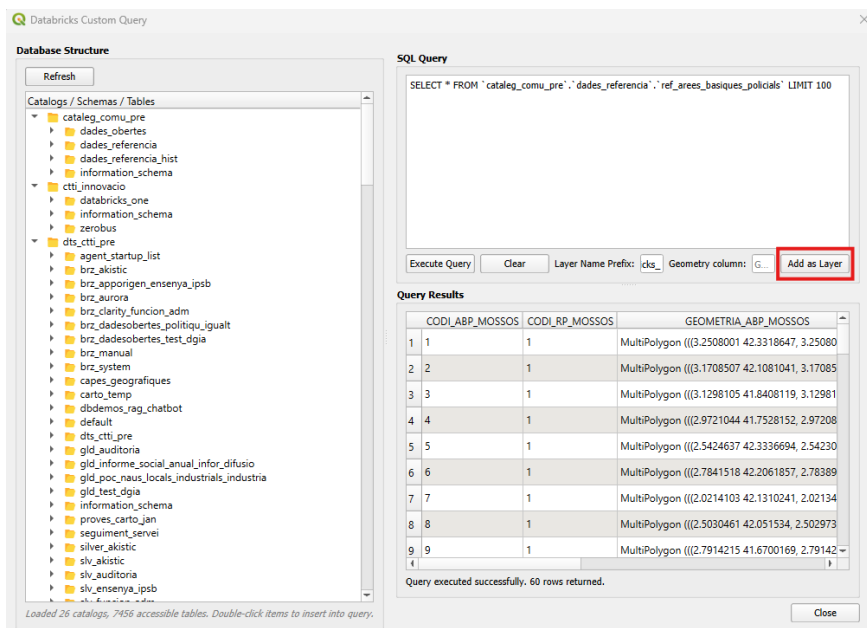 Databricks Custom Query
Database Structure
Refresh
Catalogs / Schemas / Tables
cataleg_comu_pre
dades_obertes
dades_referencia
dades_referencia_hist
information_schema
ctti_innovacio
databricks_one
information_schema
zerobus
dts_ctti_pre
agent_startup_list
brz_akistic
brz_apporigen_ensenya_ipsb
brz_aurora
brz_clarity_funcion_adm
brz_dadesobertes_politiqu_igualt
brz_dadesobertes_test_dgia
brz_manual
brz_system
capes_geografiques
carto_temp
dbdemos_rag_chatbot
default
dts_ctti_pre
gld_auditoria
gld_informe_social_anual_infor_difusio
gld_poc_naus_locals_industrials_industria
gld_test_dgia
information_schema
proves_carto_jan
seguiment_servei
silver_akistic
slv_akistic
slv_auditoria
slv_ensenya_ipsb
Loaded 26 catalogs, 7456 accessible tables. Double-click items to insert into query.
SQL Query
SELECT * FROM `cataleg_comu_pre`.`dades_referencia`.`ref_arees_basiques_policials` LIMIT 100
Execute Query Clear Layer Name Prefix: cks_ Geometry column: G... Add as Layer
Query Results
CODI_ABP_MOSSOS CODI_RP_MOSSOS GEOMETRIA_ABP_MOSSOS
1 1 1 MultiPolygon (((3.2508001 42.3318647, 3.25080
2 2 1 MultiPolygon (((3.1708507 42.1081041, 3.17085
3 3 1 MultiPolygon (((3.1298105 41.8408119, 3.12981
4 4 1 MultiPolygon (((2.9721044 41.7528152, 2.97208
5 5 1 MultiPolygon (((2.5424637 42.3336694, 2.54230
6 6 1 MultiPolygon (((2.7841518 42.2061857, 2.78389
7 7 1 MultiPolygon (((2.0214103 42.1310241, 2.02134
8 8 1 MultiPolygon (((2.5030461 42.051534, 2.502973
9 9 1 MultiPolygon (((2.7914215 41.6700169, 2.79142
Query executed successfully. 60 rows returned.
Close